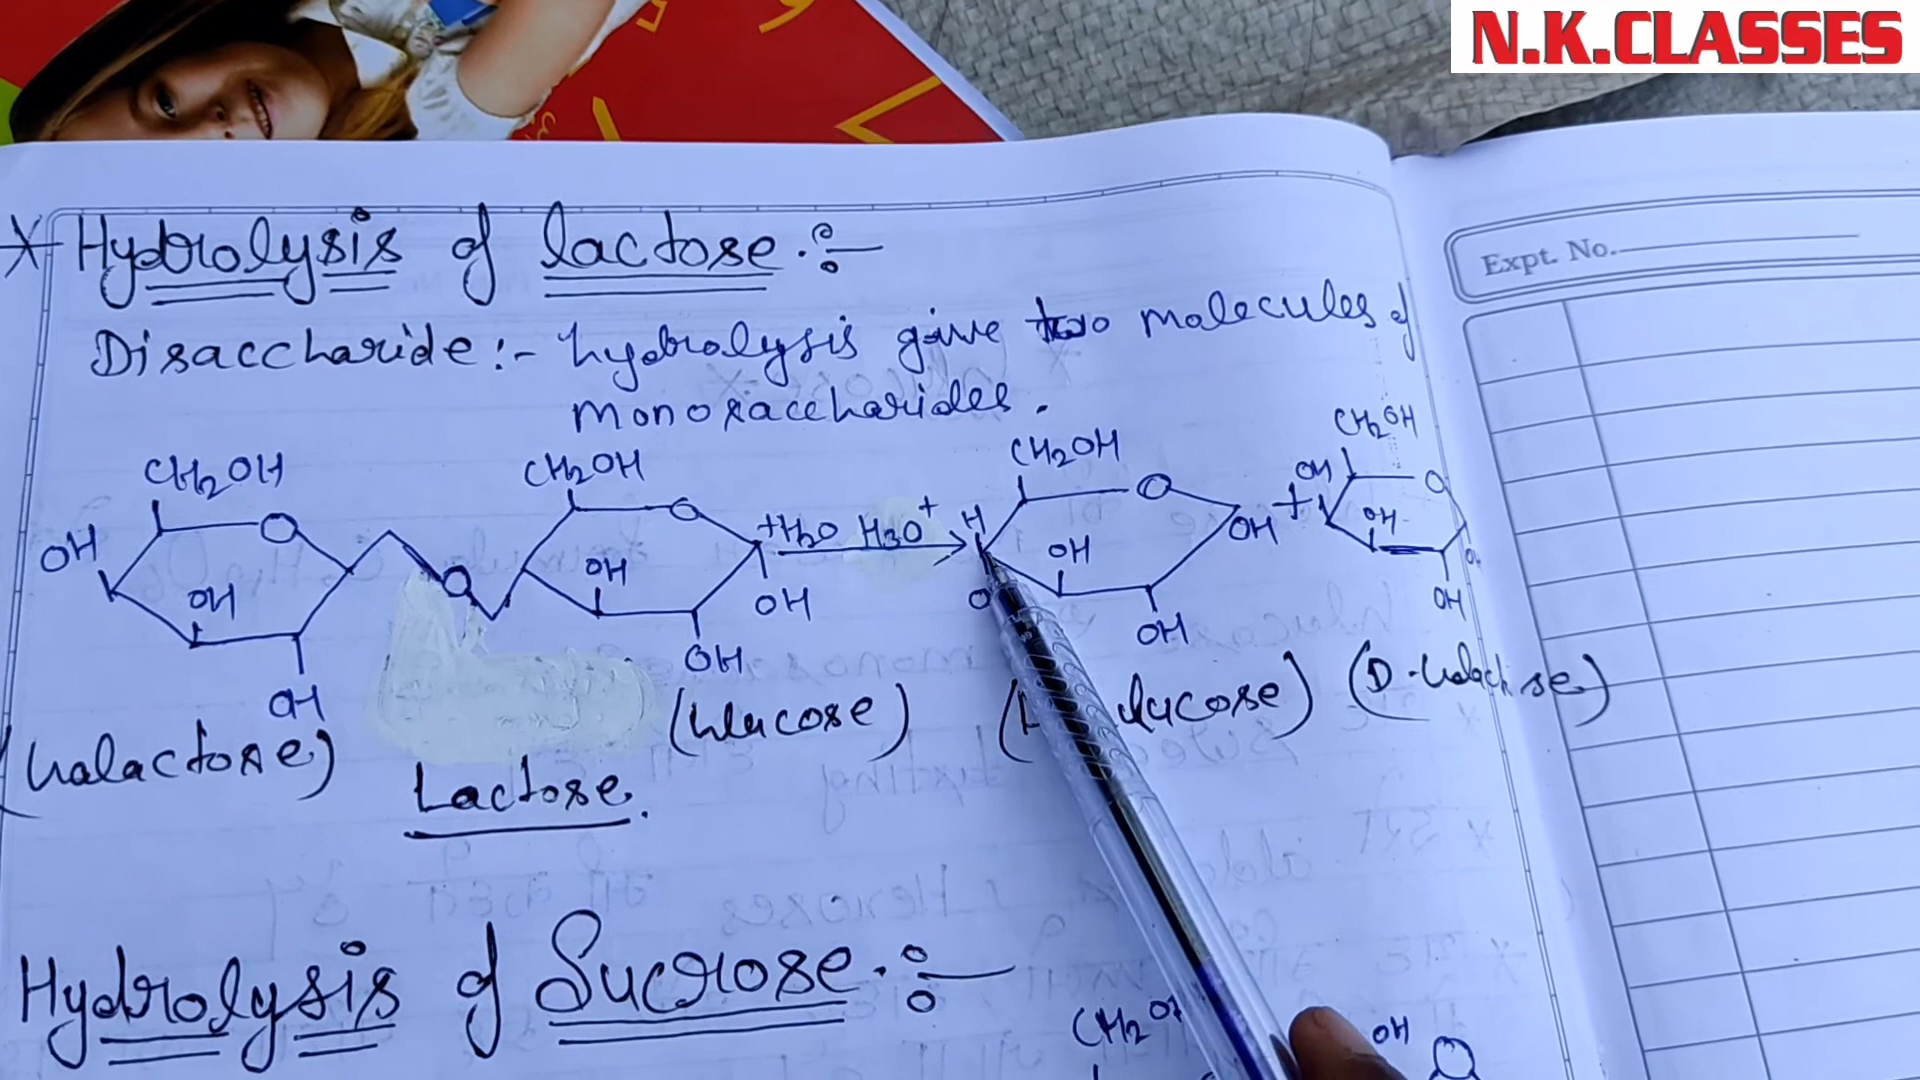 N.K.CLASSES
Expt. No.
* Hydrolysis of lactose :-
Disaccharide :- hydrolysis give two molecules of
monosaccharides.
CH2OH CH2OH CH2OH CH2OH
OH O O +H2O H3O+ H O OH + OH O
OH O OH OH OH OH
OH OH OH OH
(Galactose) (Glucose) (D-Galactose)
Lactose.
Hydrolysis of Sucrose :-
CH2OH OH